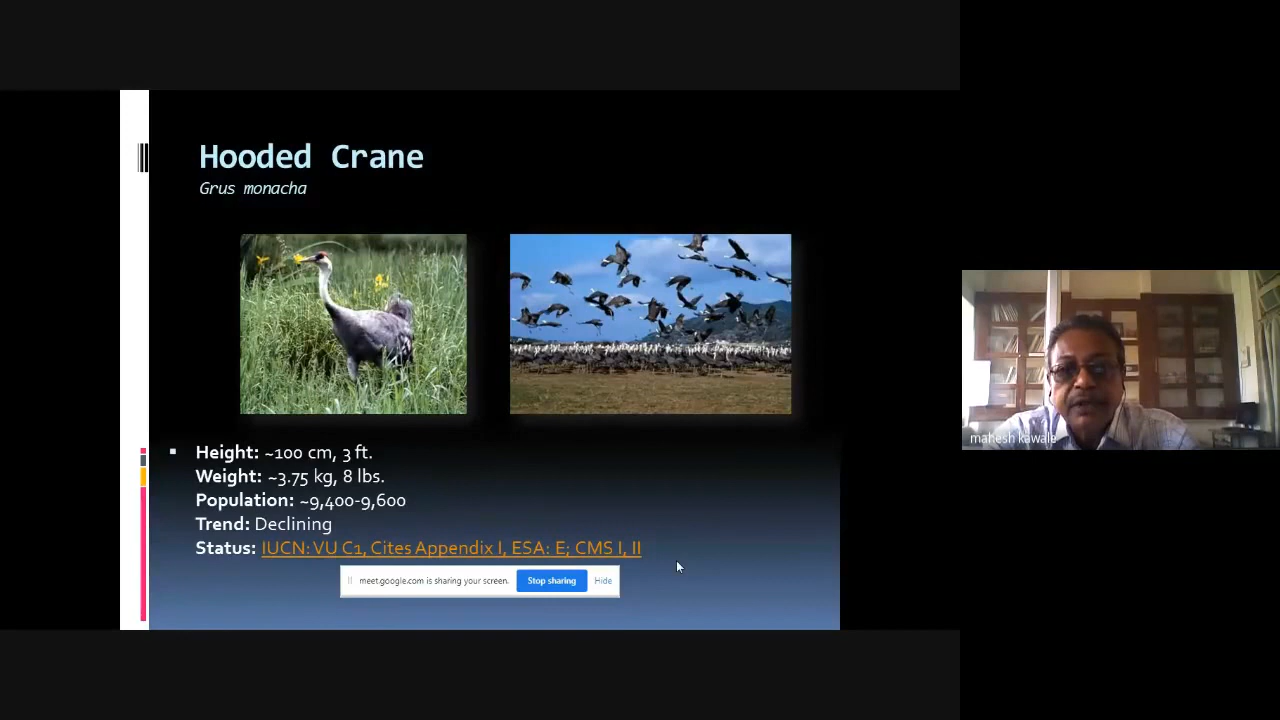 Hooded Crane
Grus monacha
Height: ~100 cm, 3 ft.
Weight: ~3.75 kg, 8 lbs.
Population: ~9,400-9,600
Trend: Declining
Status: IUCN: VU C1, Cites Appendix I, ESA: E; CMS I, II
meet.google.com is sharing your screen. Stop sharing Hide
mahesh kawale